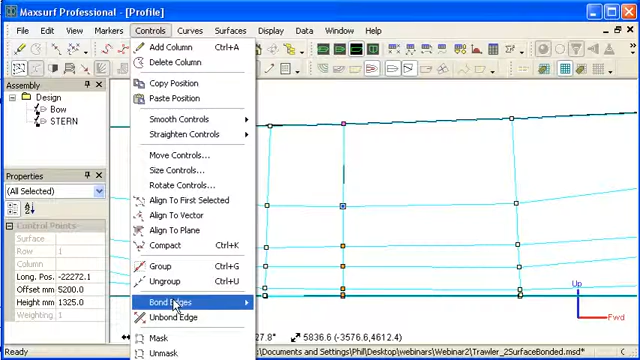 Maxsurf Professional - [Profile]
File Edit View Markers Controls Curves Surfaces Display Data Window Help
Assembly
Design
Bow
STERN
Properties
(All Selected)
Control Points
Surface
Row 1
Column
Long. Pos. -22272.1
Offset mm 5200.0
Height mm 1325.0
Weighting 1
Add Column Ctrl+A
Delete Column
Copy Position
Paste Position
Smooth Controls
Straighten Controls
Move Controls...
Size Controls...
Rotate Controls...
Align To First Selected
Align To Vector
Align To Plane
Compact Ctrl+K
Group Ctrl+G
Ungroup Ctrl+U
Bond Edges
Unbond Edge
Mask
Unmask
Up
Fwd
27.8° 5836.6 (-3576.6,4612.4)
Documents and Settings\Phil\Desktop\webinars\Webinar2\Trawler_2SurfaceBonded.msd*